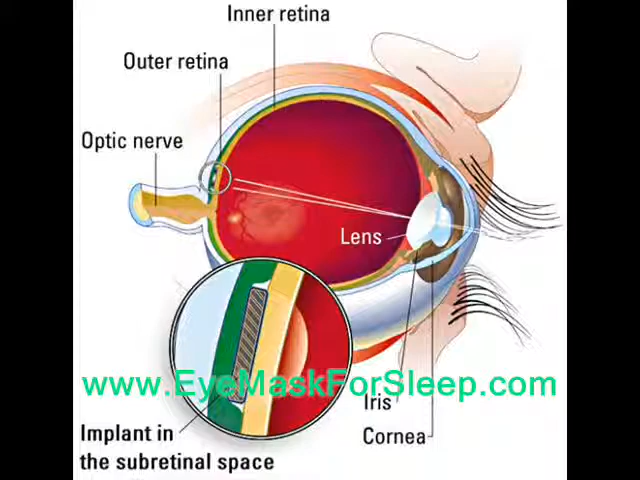 Inner retina
Outer retina
Optic nerve
Lens
www.EyeMaskForSleep.com
Iris
Cornea
Implant in
the subretinal space